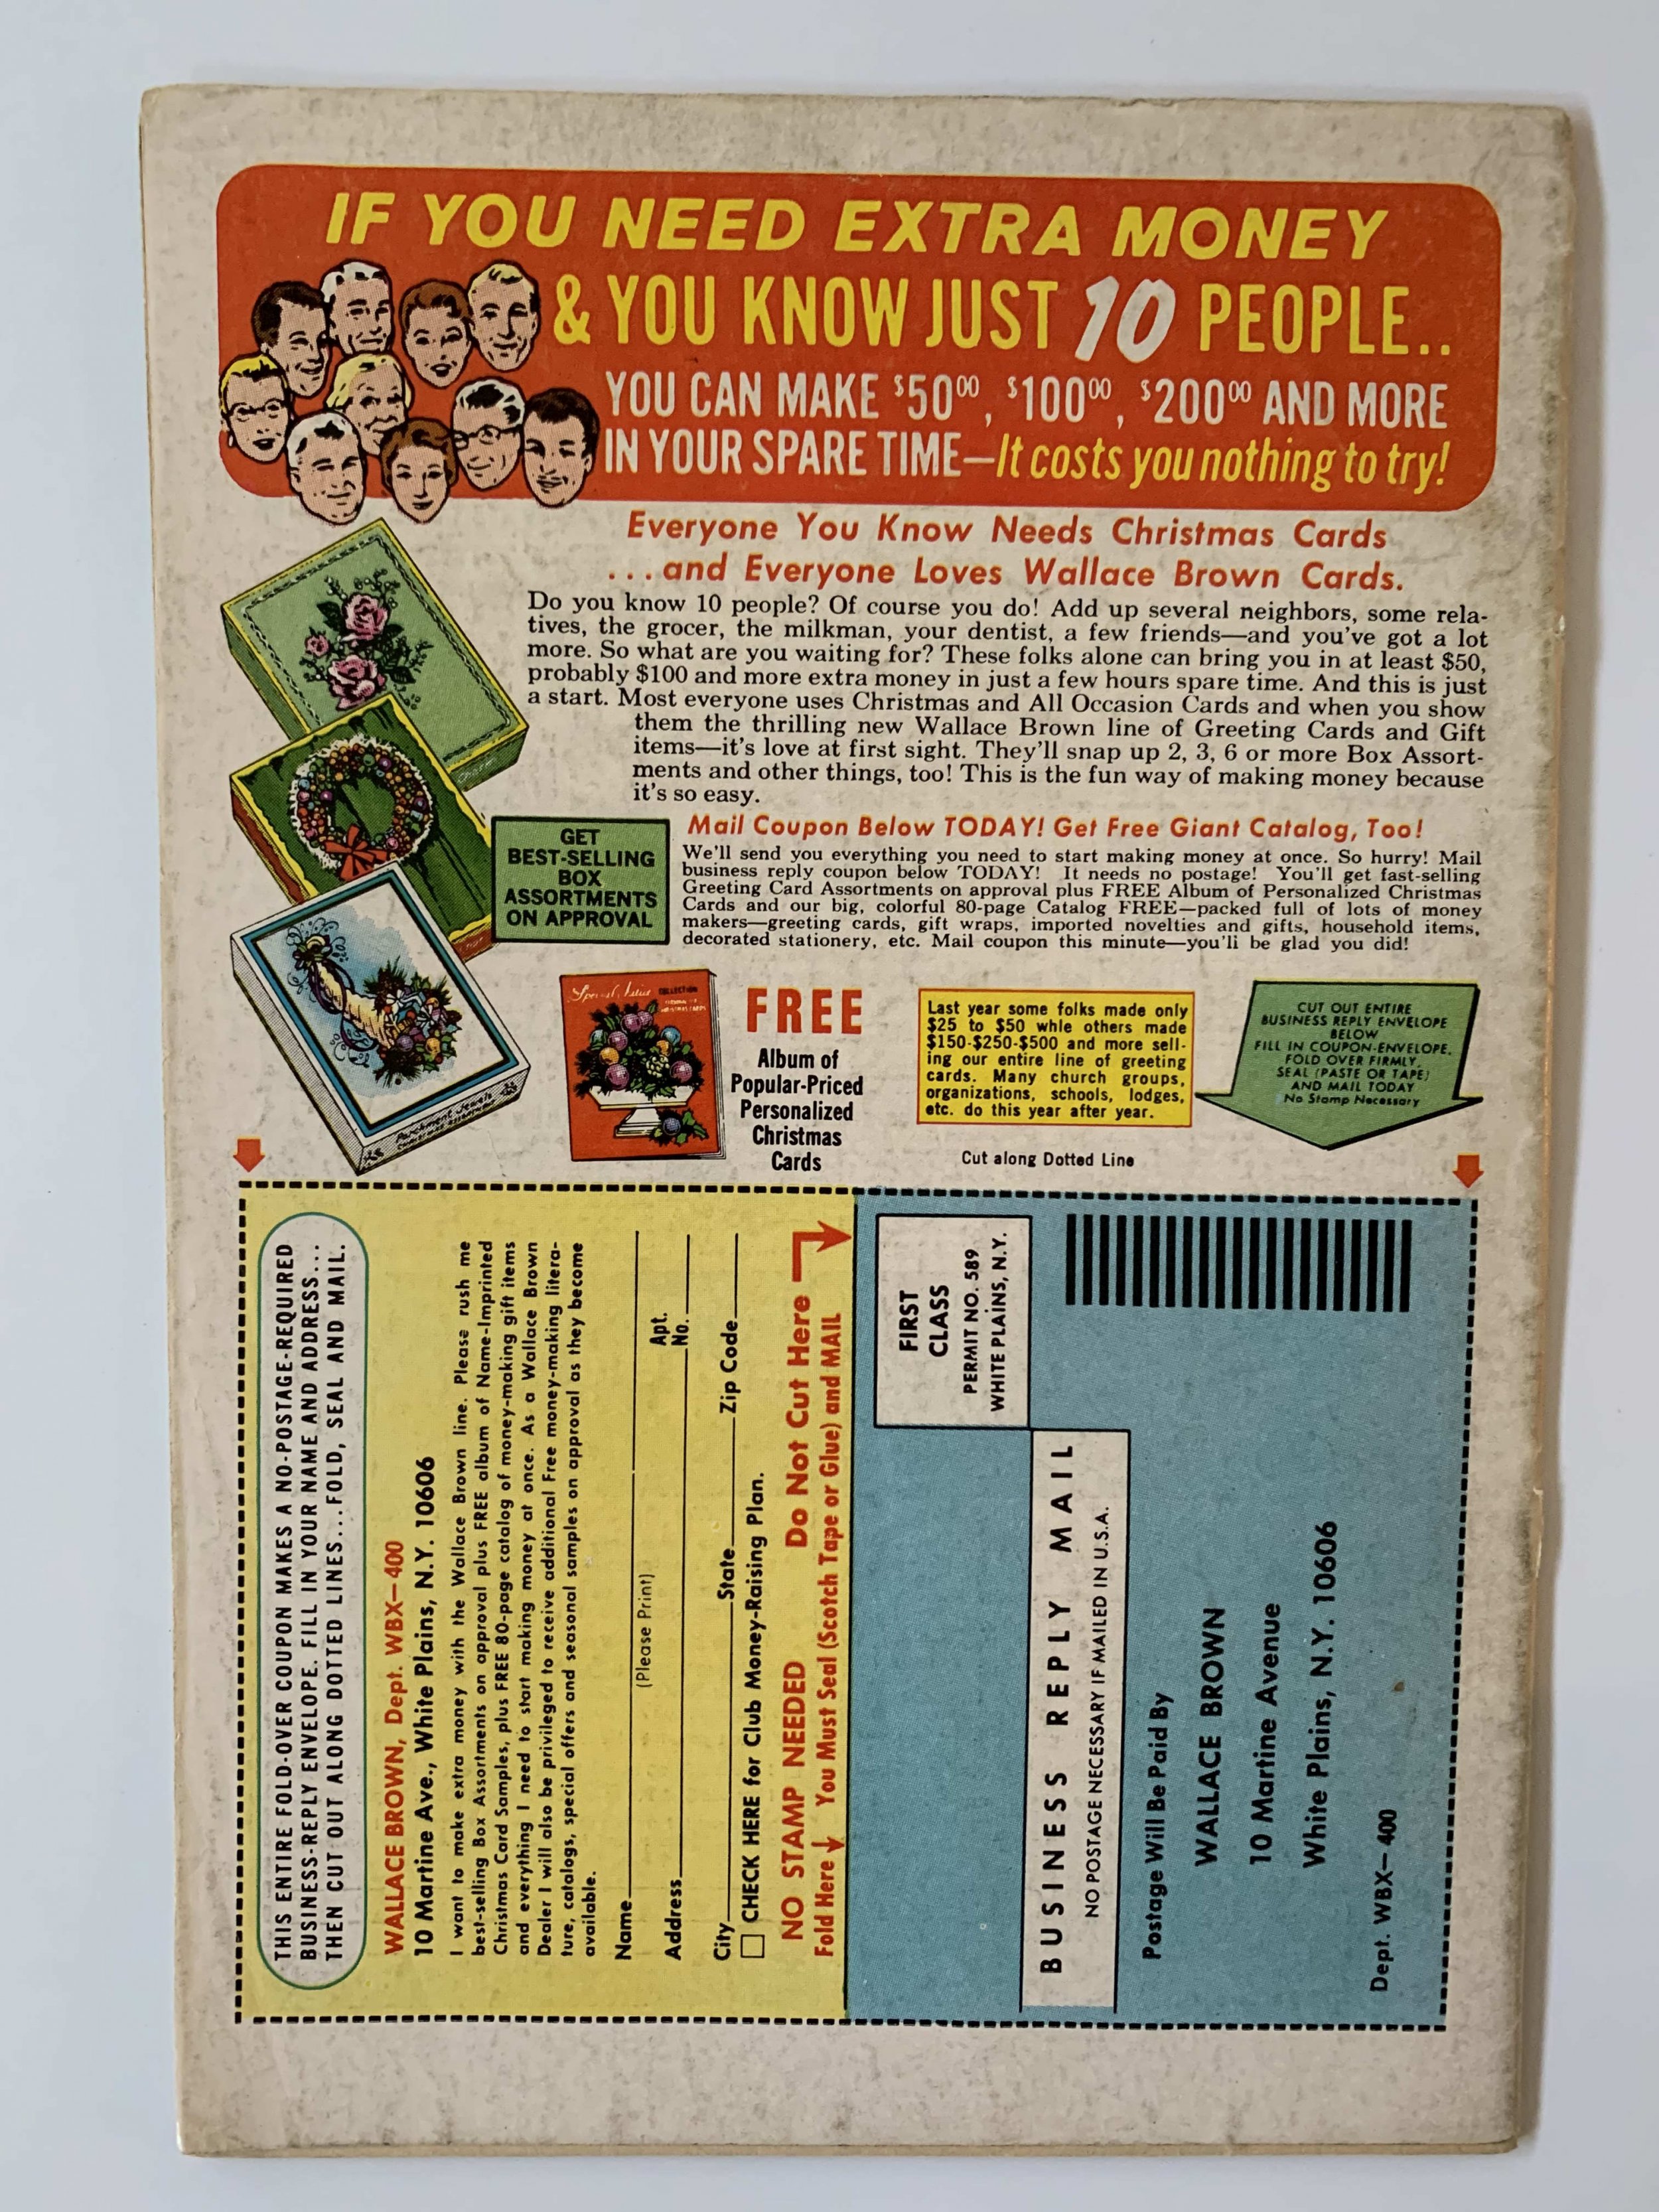 IF YOU NEED EXTRA MONEY
& YOU KNOW JUST 10 PEOPLE..
YOU CAN MAKE $50⁰⁰, $100⁰⁰, $200⁰⁰ AND MORE
IN YOUR SPARE TIME—It costs you nothing to try!
Everyone You Know Needs Christmas Cards
...and Everyone Loves Wallace Brown Cards.
Do you know 10 people? Of course you do! Add up several neighbors, some rela-
tives, the grocer, the milkman, your dentist, a few friends—and you've got a lot
more. So what are you waiting for? These folks alone can bring you in at least $50,
probably $100 and more extra money in just a few hours spare time. And this is just
a start. Most everyone uses Christmas and All Occasion Cards and when you show
them the thrilling new Wallace Brown line of Greeting Cards and Gift
items—it's love at first sight. They'll snap up 2, 3, 6 or more Box Assort-
ments and other things, too! This is the fun way of making money because
it's so easy.
GET
BEST-SELLING
BOX
ASSORTMENTS
ON APPROVAL
Mail Coupon Below TODAY! Get Free Giant Catalog, Too!
We'll send you everything you need to start making money at once. So hurry! Mail
business reply coupon below TODAY! It needs no postage! You'll get fast-selling
Greeting Card Assortments on approval plus FREE Album of Personalized Christmas
Cards and our big, colorful 80-page Catalog FREE—packed full of lots of money
makers—greeting cards, gift wraps, imported novelties and gifts, household items,
decorated stationery, etc. Mail coupon this minute—you'll be glad you did!
Parchment Jewels
CHRISTMAS ASSORTMENT
Special Issue COLLECTION
FREE
Album of
Popular-Priced
Personalized
Christmas
Cards
Last year some folks made only
$25 to $50 whle others made
$150-$250-$500 and more sell-
ing our entire line of greeting
cards. Many church groups,
organizations, schools, lodges,
etc. do this year after year.
CUT OUT ENTIRE
BUSINESS REPLY ENVELOPE
BELOW
FILL IN COUPON-ENVELOPE,
FOLD OVER FIRMLY,
SEAL (PASTE OR TAPE)
AND MAIL TODAY
No Stamp Necessary
Cut along Dotted Line
THIS ENTIRE FOLD-OVER COUPON MAKES A NO-POSTAGE-REQUIRED
BUSINESS-REPLY ENVELOPE. FILL IN YOUR NAME AND ADDRESS...
THEN CUT OUT ALONG DOTTED LINES...FOLD, SEAL AND MAIL.
WALLACE BROWN, Dept. WBX—400
10 Martine Ave., White Plains, N.Y. 10606
I want to make extra money with the Wallace Brown line. Please rush me
best-selling Box Assortments on approval plus FREE album of Name-Imprinted
Christmas Card Samples, plus FREE 80-page catalog of money-making gift items
and everything I need to start making money at once. As a Wallace Brown
Dealer I will also be privileged to receive additional Free money-making litera-
ture, catalogs, special offers and seasonal samples on approval as they become
available.
Name
(Please Print)
Address Apt. No.
City State Zip Code
CHECK HERE for Club Money-Raising Plan.
NO STAMP NEEDED Do Not Cut Here
Fold Here You Must Seal (Scotch Tape or Glue) and MAIL
FIRST
CLASS
PERMIT NO. 589
WHITE PLAINS, N.Y.
BUSINESS REPLY MAIL
NO POSTAGE NECESSARY IF MAILED IN U.S.A.
Postage Will Be Paid By
WALLACE BROWN
10 Martine Avenue
White Plains, N.Y. 10606
Dept. WBX—400